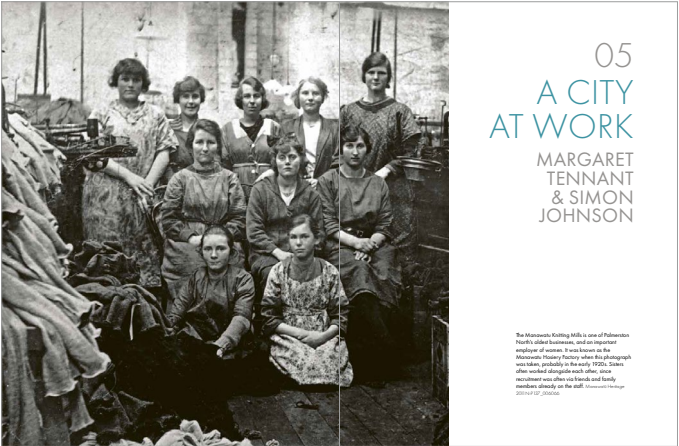 05
A CITY
AT WORK
MARGARET
TENNANT
& SIMON
JOHNSON
The Manawatu Knitting Mills is one of Palmerston
North's oldest businesses, and an important
employer of women. It was known as the
Manawatu Hosiery Factory when this photograph
was taken, probably in the early 1920s. Sisters
often worked alongside each other, since
recruitment was often via friends and family
members already on the staff. Manawatū Heritage